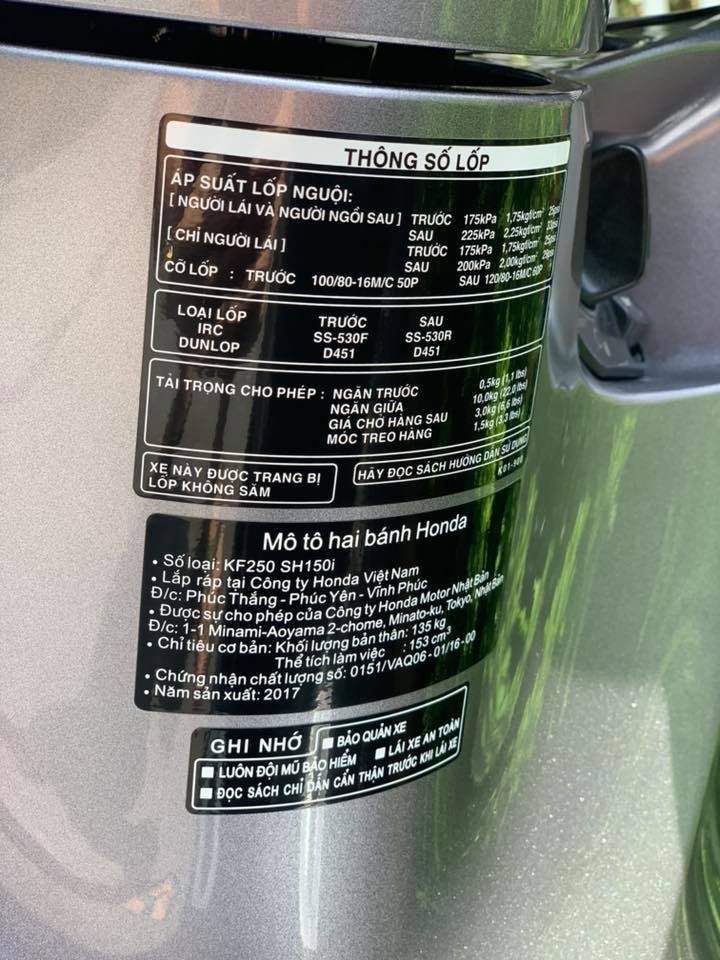 THÔNG SỐ LỐP
ÁP SUẤT LỐP NGUỘI:
[ NGƯỜI LÁI VÀ NGƯỜI NGỒI SAU ] TRƯỚC 175kPa 1,75kgf/cm² 25psi
SAU 225kPa 2,25kgf/cm² 33psi
[ CHỈ NGƯỜI LÁI ] TRƯỚC 175kPa 1,75kgf/cm² 25psi
SAU 200kPa 2,00kgf/cm² 29psi
CỠ LỐP : TRƯỚC 100/80-16M/C 50P SAU 120/80-16M/C 60P
LOẠI LỐP TRƯỚC SAU
IRC SS-530F SS-530R
DUNLOP D451 D451
TẢI TRỌNG CHO PHÉP : NGĂN TRƯỚC 0,5kg (1,1 lbs)
NGĂN GIỮA 10,0kg (22,0 lbs)
GIÁ CHỞ HÀNG SAU 3,0kg (6,6 lbs)
MÓC TREO HÀNG 1,5kg (3,3 lbs)
XE NÀY ĐƯỢC TRANG BỊ
LỐP KHÔNG SĂM
HÃY ĐỌC SÁCH HƯỚNG DẪN SỬ DỤNG
K01-900
Mô tô hai bánh Honda
• Số loại: KF250 SH150i
• Lắp ráp tại Công ty Honda Việt Nam
Đ/c: Phúc Thắng - Phúc Yên - Vĩnh Phúc
• Được sự cho phép của Công ty Honda Motor Nhật Bản
Đ/c: 1-1 Minami-Aoyama 2-chome, Minato-ku, Tokyo, Nhật Bản
• Chỉ tiêu cơ bản: Khối lượng bản thân: 135 kg
Thể tích làm việc : 153 cm³
• Chứng nhận chất lượng số: 0151/VAQ06 - 01/16 - 00
• Năm sản xuất: 2017
GHI NHỚ ■ BẢO QUẢN XE
■ LUÔN ĐỘI MŨ BẢO HIỂM ■ LÁI XE AN TOÀN
■ ĐỌC SÁCH CHỈ DẪN CẨN THẬN TRƯỚC KHI LÁI XE